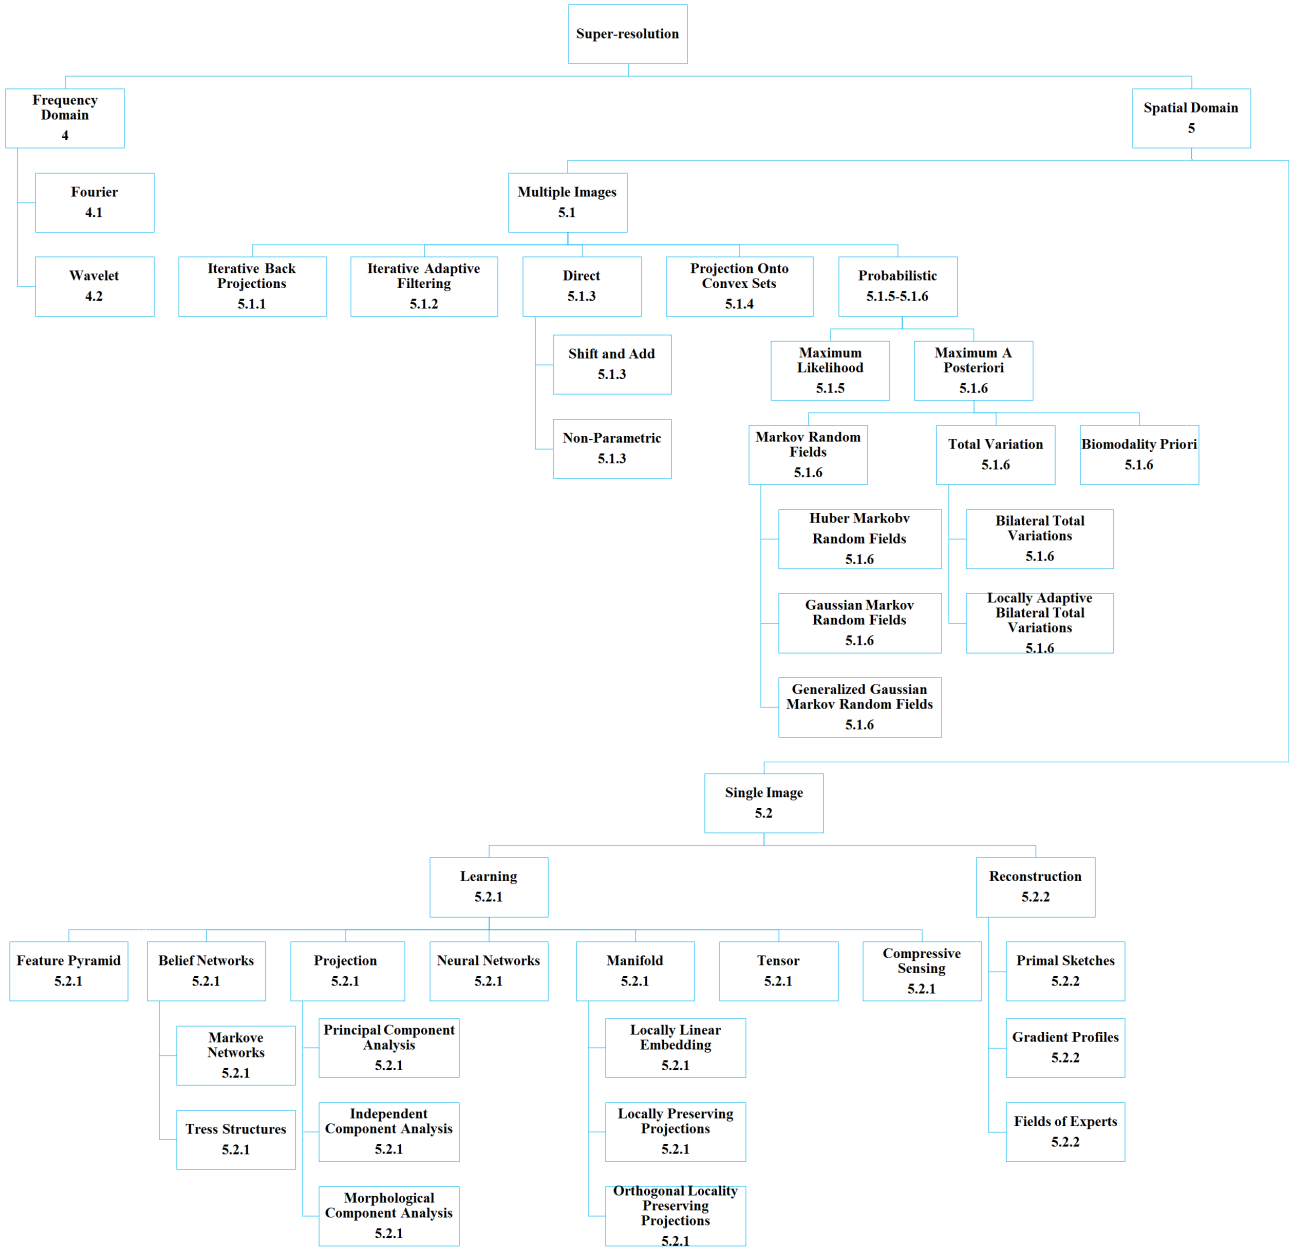 Super-resolution
Frequency
Domain
4
Spatial Domain
5
Fourier
4.1
Wavelet
4.2
Multiple Images
5.1
Iterative Back
Projections
5.1.1
Iterative Adaptive
Filtering
5.1.2
Direct
5.1.3
Projection Onto
Convex Sets
5.1.4
Probabilistic
5.1.5-5.1.6
Shift and Add
5.1.3
Non-Parametric
5.1.3
Maximum
Likelihood
5.1.5
Maximum A
Posteriori
5.1.6
Markov Random
Fields
5.1.6
Total Variation
5.1.6
Biomodality Priori
5.1.6
Huber Markobv
Random Fields
5.1.6
Gaussian Markov
Random Fields
5.1.6
Generalized Gaussian
Markov Random Fields
5.1.6
Bilateral Total
Variations
5.1.6
Locally Adaptive
Bilateral Total
Variations
5.1.6
Single Image
5.2
Learning
5.2.1
Reconstruction
5.2.2
Feature Pyramid
5.2.1
Belief Networks
5.2.1
Projection
5.2.1
Neural Networks
5.2.1
Manifold
5.2.1
Tensor
5.2.1
Compressive
Sensing
5.2.1
Markove
Networks
5.2.1
Tress Structures
5.2.1
Principal Component
Analysis
5.2.1
Independent
Component Analysis
5.2.1
Morphological
Component Analysis
5.2.1
Locally Linear
Embedding
5.2.1
Locally Preserving
Projections
5.2.1
Orthogonal Locality
Preserving
Projections
5.2.1
Primal Sketches
5.2.2
Gradient Profiles
5.2.2
Fields of Experts
5.2.2